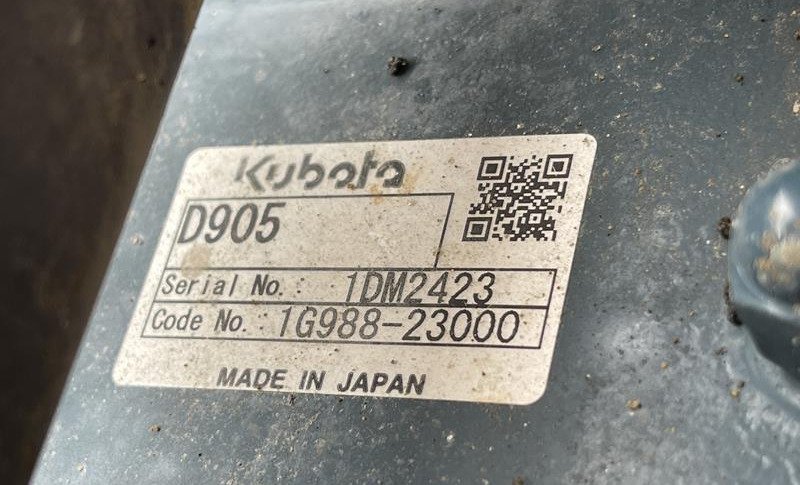 Kubota
D905
Serial No. : 1DM2423
Code No. : 1G988-23000
MADE IN JAPAN